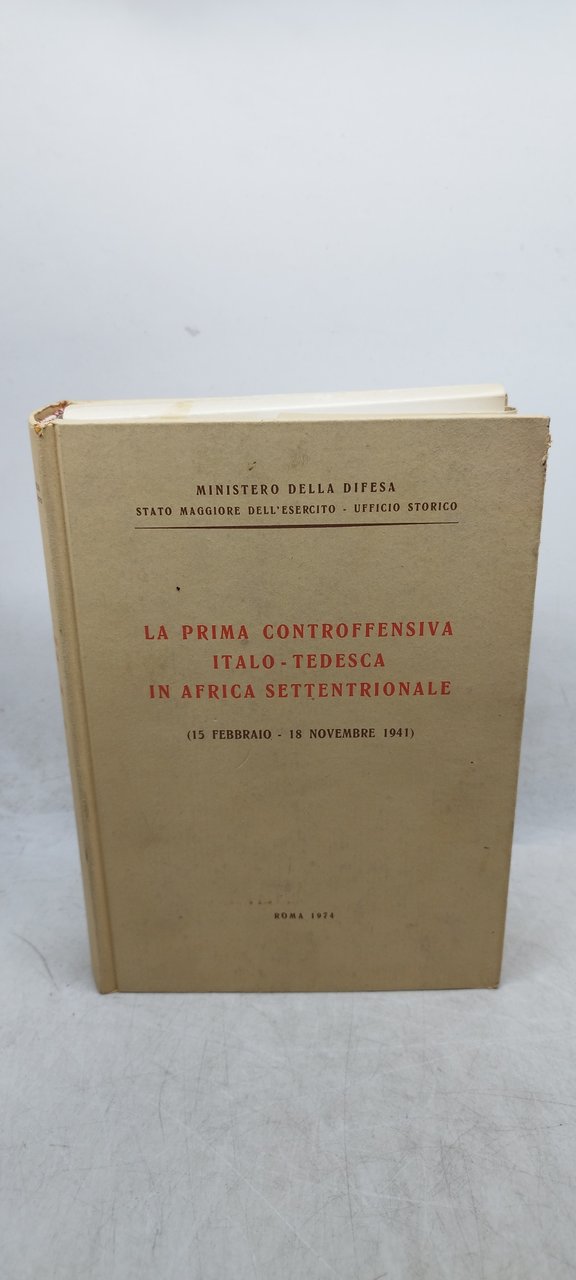 MINISTERO DELLA DIFESA
STATO MAGGIORE DELL'ESERCITO - UFFICIO STORICO
LA PRIMA CONTROFFENSIVA
ITALO - TEDESCA
IN AFRICA SETTENTRIONALE
(15 FEBBRAIO - 18 NOVEMBRE 1941)
ROMA 1974